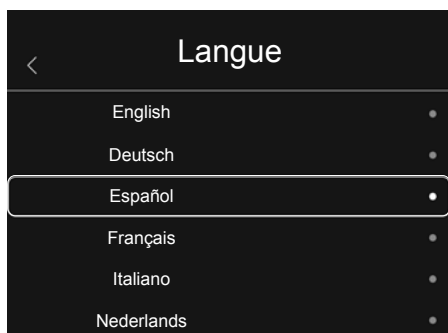 Langue
English
Deutsch
Español
Français
Italiano
Nederlands